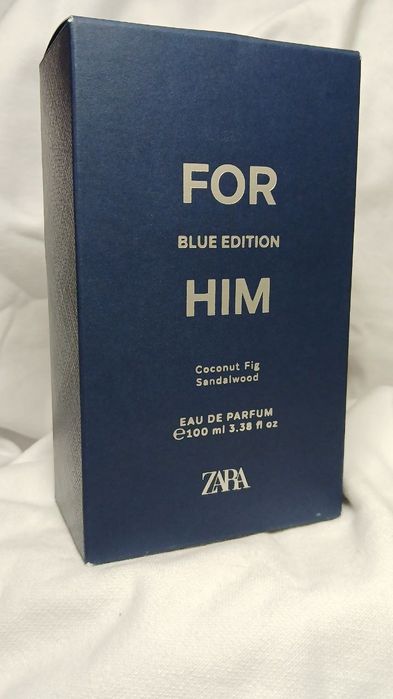 FOR
BLUE EDITION
HIM
Coconut Fig
Sandalwood
EAU DE PARFUM
℮100 ml 3.38 fl oz
ZARA